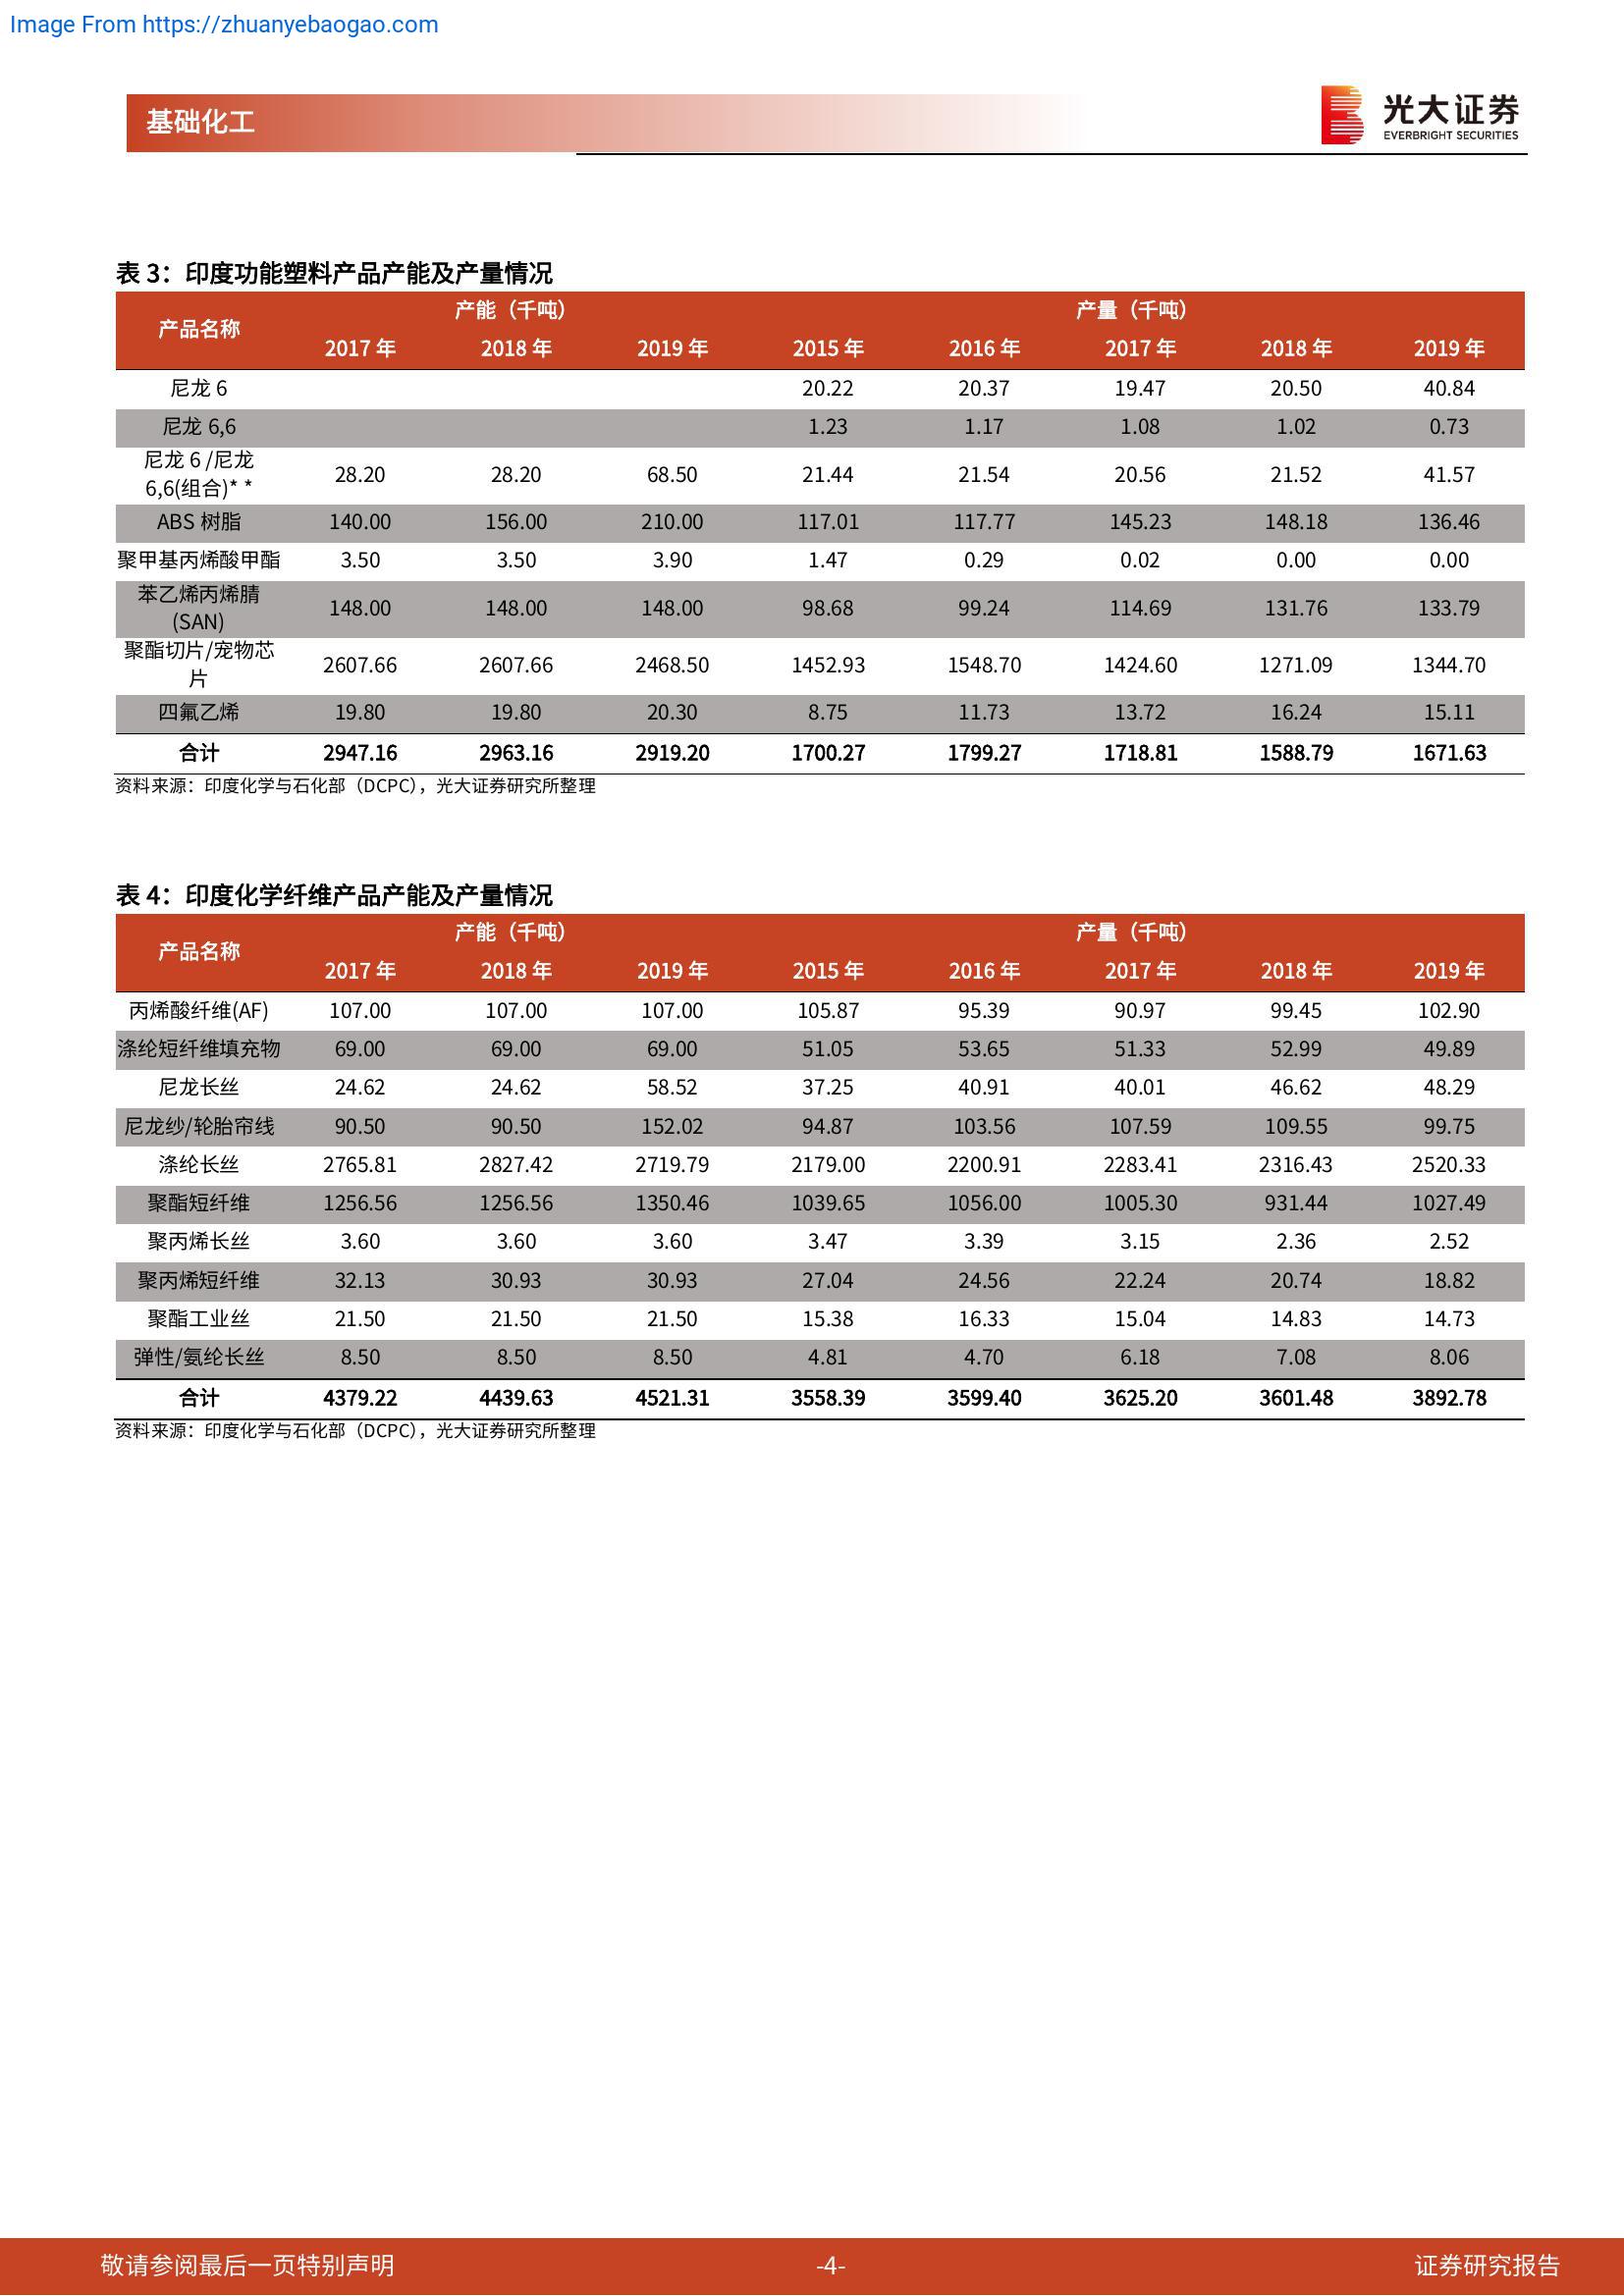 Image From https://zhuanyebaogao.com
基础化工
光大证券
EVERBRIGHT SECURITIES
表 3：印度功能塑料产品产能及产量情况
产品名称 产能（千吨） 产量（千吨）
2017 年 2018 年 2019 年 2015 年 2016 年 2017 年 2018 年 2019 年
尼龙 6 20.22 20.37 19.47 20.50 40.84
尼龙 6,6 1.23 1.17 1.08 1.02 0.73
尼龙 6 /尼龙
6,6(组合)* * 28.20 28.20 68.50 21.44 21.54 20.56 21.52 41.57
ABS 树脂 140.00 156.00 210.00 117.01 117.77 145.23 148.18 136.46
聚甲基丙烯酸甲酯 3.50 3.50 3.90 1.47 0.29 0.02 0.00 0.00
苯乙烯丙烯腈
(SAN) 148.00 148.00 148.00 98.68 99.24 114.69 131.76 133.79
聚酯切片/宠物芯
片 2607.66 2607.66 2468.50 1452.93 1548.70 1424.60 1271.09 1344.70
四氟乙烯 19.80 19.80 20.30 8.75 11.73 13.72 16.24 15.11
合计 2947.16 2963.16 2919.20 1700.27 1799.27 1718.81 1588.79 1671.63
资料来源：印度化学与石化部（DCPC），光大证券研究所整理
表 4：印度化学纤维产品产能及产量情况
产品名称 产能（千吨） 产量（千吨）
2017 年 2018 年 2019 年 2015 年 2016 年 2017 年 2018 年 2019 年
丙烯酸纤维(AF) 107.00 107.00 107.00 105.87 95.39 90.97 99.45 102.90
涤纶短纤维填充物 69.00 69.00 69.00 51.05 53.65 51.33 52.99 49.89
尼龙长丝 24.62 24.62 58.52 37.25 40.91 40.01 46.62 48.29
尼龙纱/轮胎帘线 90.50 90.50 152.02 94.87 103.56 107.59 109.55 99.75
涤纶长丝 2765.81 2827.42 2719.79 2179.00 2200.91 2283.41 2316.43 2520.33
聚酯短纤维 1256.56 1256.56 1350.46 1039.65 1056.00 1005.30 931.44 1027.49
聚丙烯长丝 3.60 3.60 3.60 3.47 3.39 3.15 2.36 2.52
聚丙烯短纤维 32.13 30.93 30.93 27.04 24.56 22.24 20.74 18.82
聚酯工业丝 21.50 21.50 21.50 15.38 16.33 15.04 14.83 14.73
弹性/氨纶长丝 8.50 8.50 8.50 4.81 4.70 6.18 7.08 8.06
合计 4379.22 4439.63 4521.31 3558.39 3599.40 3625.20 3601.48 3892.78
资料来源：印度化学与石化部（DCPC），光大证券研究所整理
敬请参阅最后一页特别声明 -4- 证券研究报告